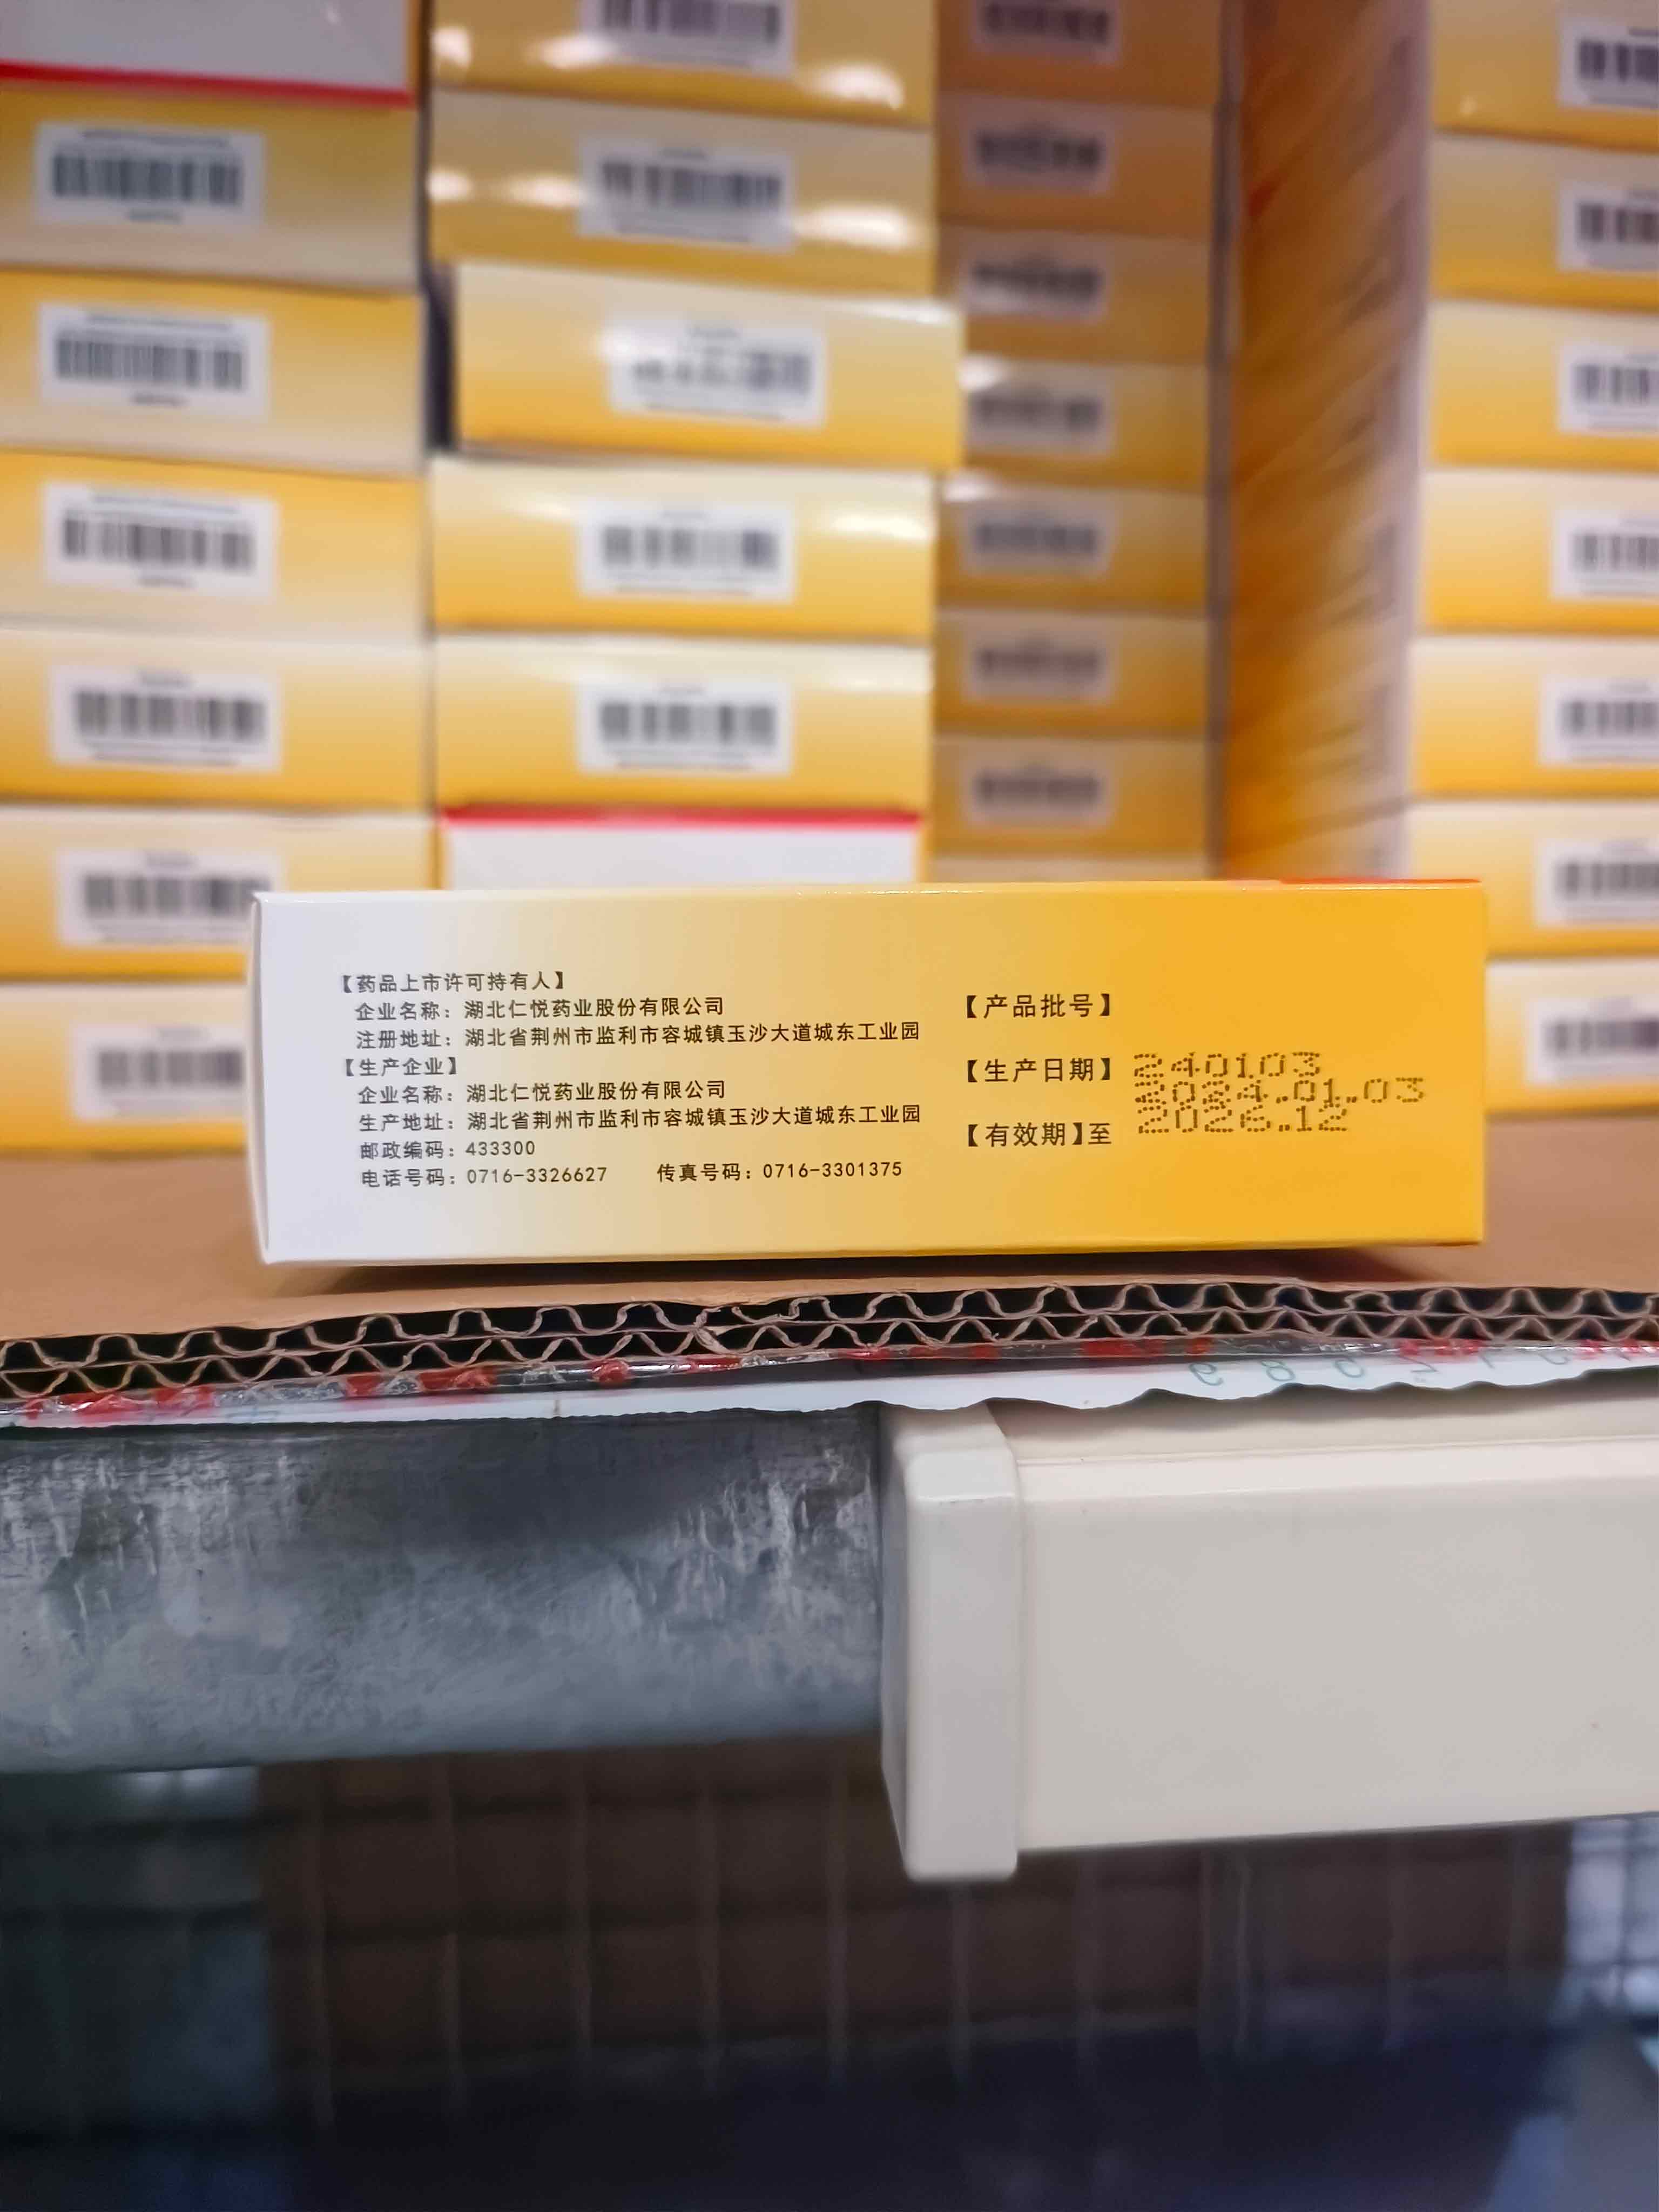 【药品上市许可持有人】
企业名称：湖北仁悦药业股份有限公司
注册地址：湖北省荆州市监利市容城镇玉沙大道城东工业园
【生产企业】
企业名称：湖北仁悦药业股份有限公司
生产地址：湖北省荆州市监利市容城镇玉沙大道城东工业园
邮政编码：433300
电话号码：0716-3326627 传真号码：0716-3301375
【产品批号】
【生产日期】
【有效期】至
240103
2024.01.03
2026.12